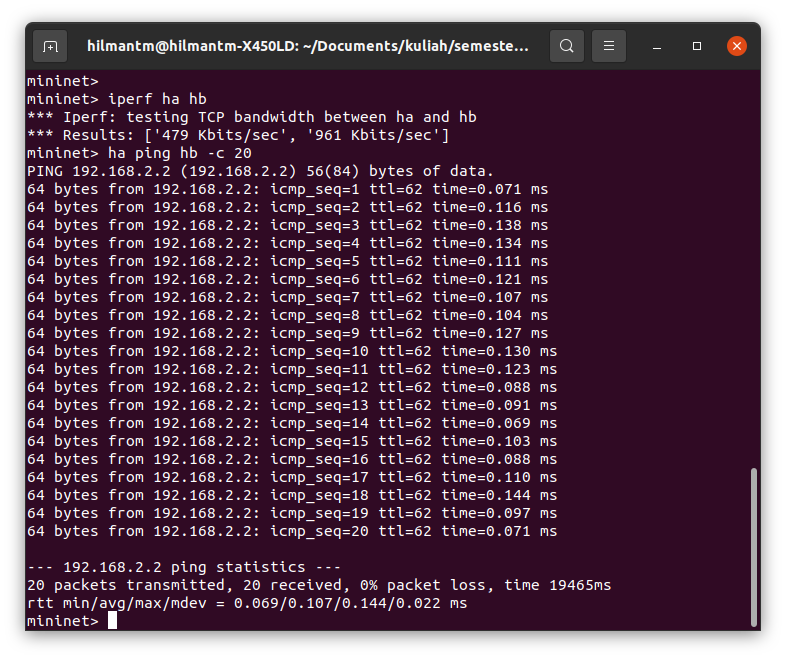 hilmantm@hilmantm-X450LD: ~/Documents/kuliah/semeste...
mininet>
mininet> iperf ha hb
*** Iperf: testing TCP bandwidth between ha and hb
*** Results: ['479 Kbits/sec', '961 Kbits/sec']
mininet> ha ping hb -c 20
PING 192.168.2.2 (192.168.2.2) 56(84) bytes of data.
64 bytes from 192.168.2.2: icmp_seq=1 ttl=62 time=0.071 ms
64 bytes from 192.168.2.2: icmp_seq=2 ttl=62 time=0.116 ms
64 bytes from 192.168.2.2: icmp_seq=3 ttl=62 time=0.138 ms
64 bytes from 192.168.2.2: icmp_seq=4 ttl=62 time=0.134 ms
64 bytes from 192.168.2.2: icmp_seq=5 ttl=62 time=0.111 ms
64 bytes from 192.168.2.2: icmp_seq=6 ttl=62 time=0.121 ms
64 bytes from 192.168.2.2: icmp_seq=7 ttl=62 time=0.107 ms
64 bytes from 192.168.2.2: icmp_seq=8 ttl=62 time=0.104 ms
64 bytes from 192.168.2.2: icmp_seq=9 ttl=62 time=0.127 ms
64 bytes from 192.168.2.2: icmp_seq=10 ttl=62 time=0.130 ms
64 bytes from 192.168.2.2: icmp_seq=11 ttl=62 time=0.123 ms
64 bytes from 192.168.2.2: icmp_seq=12 ttl=62 time=0.088 ms
64 bytes from 192.168.2.2: icmp_seq=13 ttl=62 time=0.091 ms
64 bytes from 192.168.2.2: icmp_seq=14 ttl=62 time=0.069 ms
64 bytes from 192.168.2.2: icmp_seq=15 ttl=62 time=0.103 ms
64 bytes from 192.168.2.2: icmp_seq=16 ttl=62 time=0.088 ms
64 bytes from 192.168.2.2: icmp_seq=17 ttl=62 time=0.110 ms
64 bytes from 192.168.2.2: icmp_seq=18 ttl=62 time=0.144 ms
64 bytes from 192.168.2.2: icmp_seq=19 ttl=62 time=0.097 ms
64 bytes from 192.168.2.2: icmp_seq=20 ttl=62 time=0.071 ms
--- 192.168.2.2 ping statistics ---
20 packets transmitted, 20 received, 0% packet loss, time 19465ms
rtt min/avg/max/mdev = 0.069/0.107/0.144/0.022 ms
mininet>